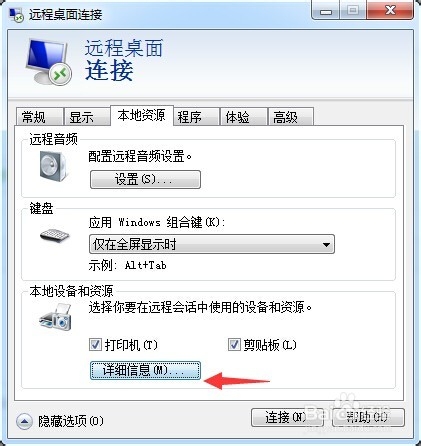 远程桌面连接
远程桌面
连接
常规 显示 本地资源 程序 体验 高级
远程音频
配置远程音频设置。
设置(S)...
键盘
应用 Windows 组合键(K):
仅在全屏显示时
示例: Alt+Tab
本地设备和资源
选择你要在远程会话中使用的设备和资源。
打印机(T) 剪贴板(L)
详细信息(M)...
隐藏选项(O) 连接(N) 帮助(H)